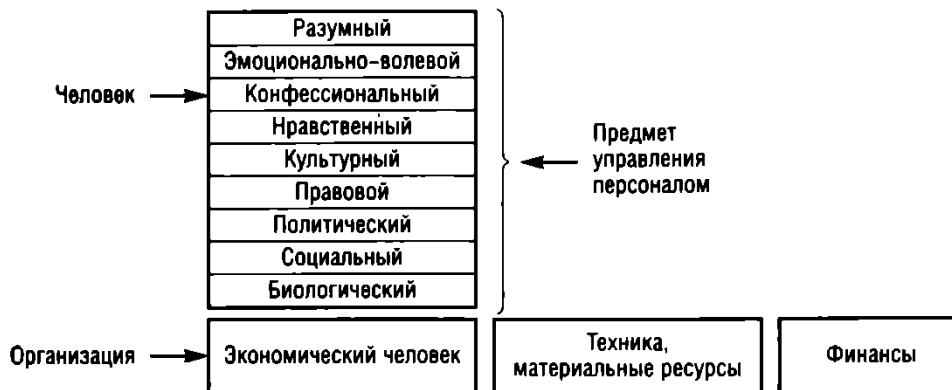 Разумный
Эмоционально-волевой
Человек
Конфессиональный
Нравственный
Культурный
Правовой
Политический
Социальный
Биологический
Предмет
управления
персоналом
Организация
Экономический человек
Техника,
материальные ресурсы
Финансы